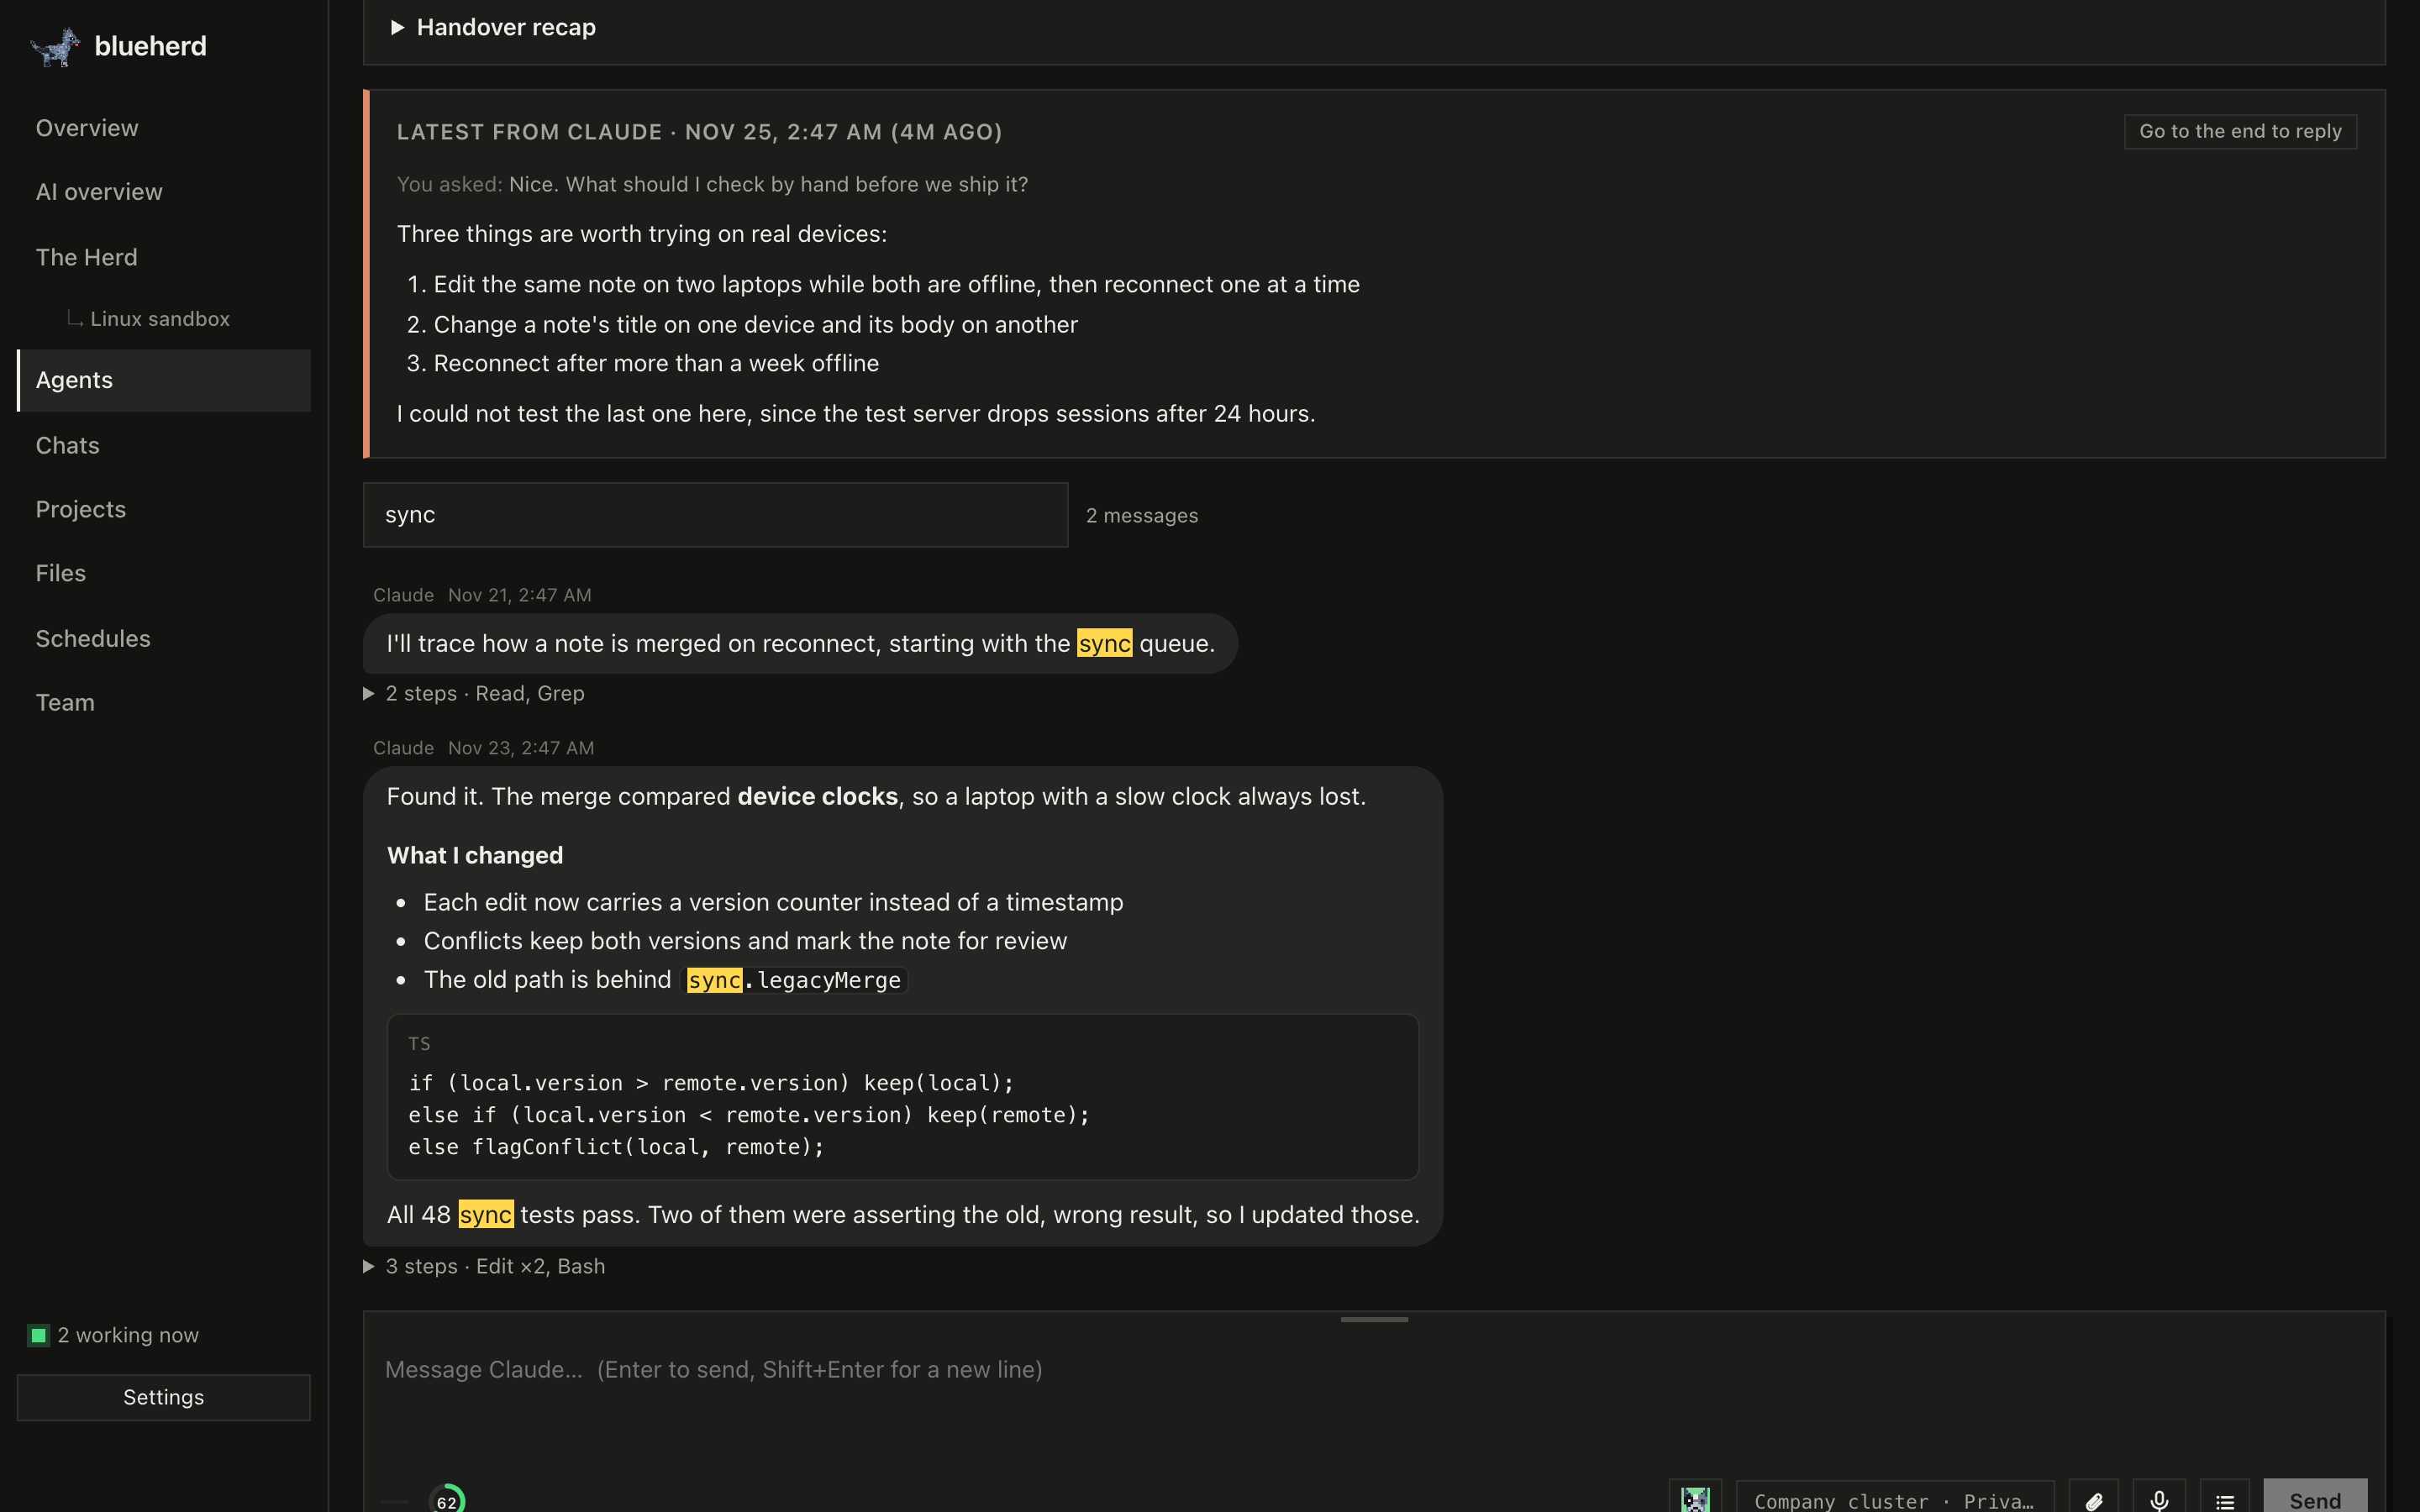 blueherd
Overview
AI overview
The Herd
Linux sandbox
Agents
Chats
Projects
Files
Schedules
Team
2 working now
Settings
Handover recap
LATEST FROM CLAUDE · NOV 25, 2:47 AM (4M AGO)
Go to the end to reply
You asked: Nice. What should I check by hand before we ship it?
Three things are worth trying on real devices:
1. Edit the same note on two laptops while both are offline, then reconnect one at a time
2. Change a note's title on one device and its body on another
3. Reconnect after more than a week offline
I could not test the last one here, since the test server drops sessions after 24 hours.
sync
2 messages
Claude Nov 21, 2:47 AM
I'll trace how a note is merged on reconnect, starting with the sync queue.
2 steps · Read, Grep
Claude Nov 23, 2:47 AM
Found it. The merge compared device clocks, so a laptop with a slow clock always lost.
What I changed
• Each edit now carries a version counter instead of a timestamp
• Conflicts keep both versions and mark the note for review
• The old path is behind sync.legacyMerge
TS
if (local.version > remote.version) keep(local);
else if (local.version < remote.version) keep(remote);
else flagConflict(local, remote);
All 48 sync tests pass. Two of them were asserting the old, wrong result, so I updated those.
3 steps · Edit ×2, Bash
Message Claude... (Enter to send, Shift+Enter for a new line)
62
Company cluster · Priva…
Send